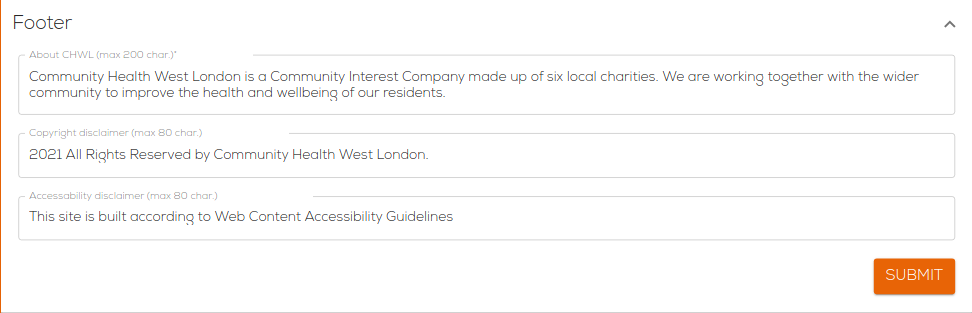 Footer
About CHWL (max 200 char.)*
Community Health West London is a Community Interest Company made up of six local charities. We are working together with the wider
community to improve the health and wellbeing of our residents.
Copyright disclaimer (max 80 char.)
2021 All Rights Reserved by Community Health West London.
Accessability disclaimer (max 80 char.)
This site is built according to Web Content Accessibility Guidelines
SUBMIT